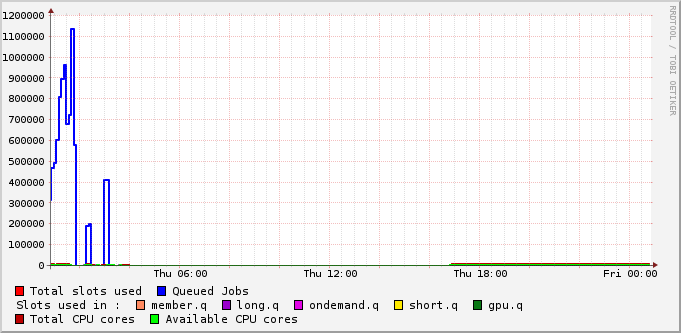 RRDTOOL / TOBI OETIKER
1200000
1100000
1000000
900000
800000
700000
600000
500000
400000
300000
200000
100000
0
Thu 06:00 Thu 12:00 Thu 18:00 Fri 00:00
Total slots used Queued Jobs
Slots used in : member.q long.q ondemand.q short.q gpu.q
Total CPU cores Available CPU cores